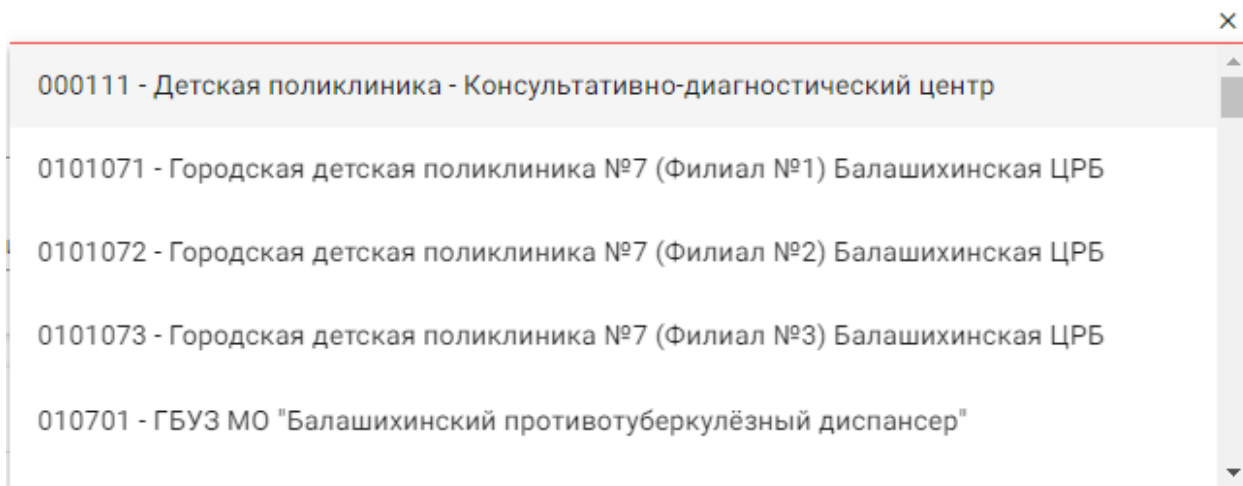 000111 - Детская поликлиника - Консультативно-диагностический центр
0101071 - Городская детская поликлиника №7 (Филиал №1) Балашихинская ЦРБ
0101072 - Городская детская поликлиника №7 (Филиал №2) Балашихинская ЦРБ
0101073 - Городская детская поликлиника №7 (Филиал №3) Балашихинская ЦРБ
010701 - ГБУЗ МО "Балашихинский противотуберкулёзный диспансер"